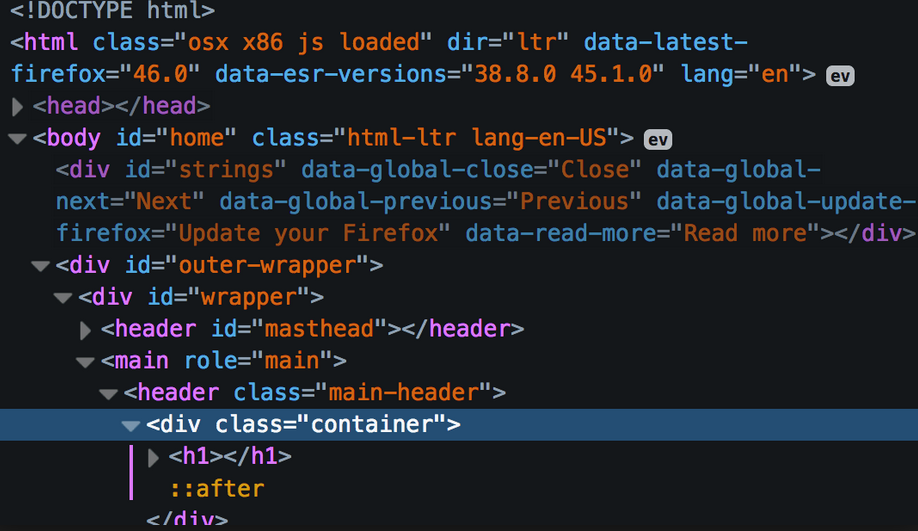 <!DOCTYPE html>
<html class="osx x86 js loaded" dir="ltr" data-latest-
firefox="46.0" data-esr-versions="38.8.0 45.1.0" lang="en"> ev
<head></head>
<body id="home" class="html-ltr lang-en-US"> ev
<div id="strings" data-global-close="Close" data-global-
next="Next" data-global-previous="Previous" data-global-update-
firefox="Update your Firefox" data-read-more="Read more"></div>
<div id="outer-wrapper">
<div id="wrapper">
<header id="masthead"></header>
<main role="main">
<header class="main-header">
<div class="container">
<h1></h1>
::after
</div>